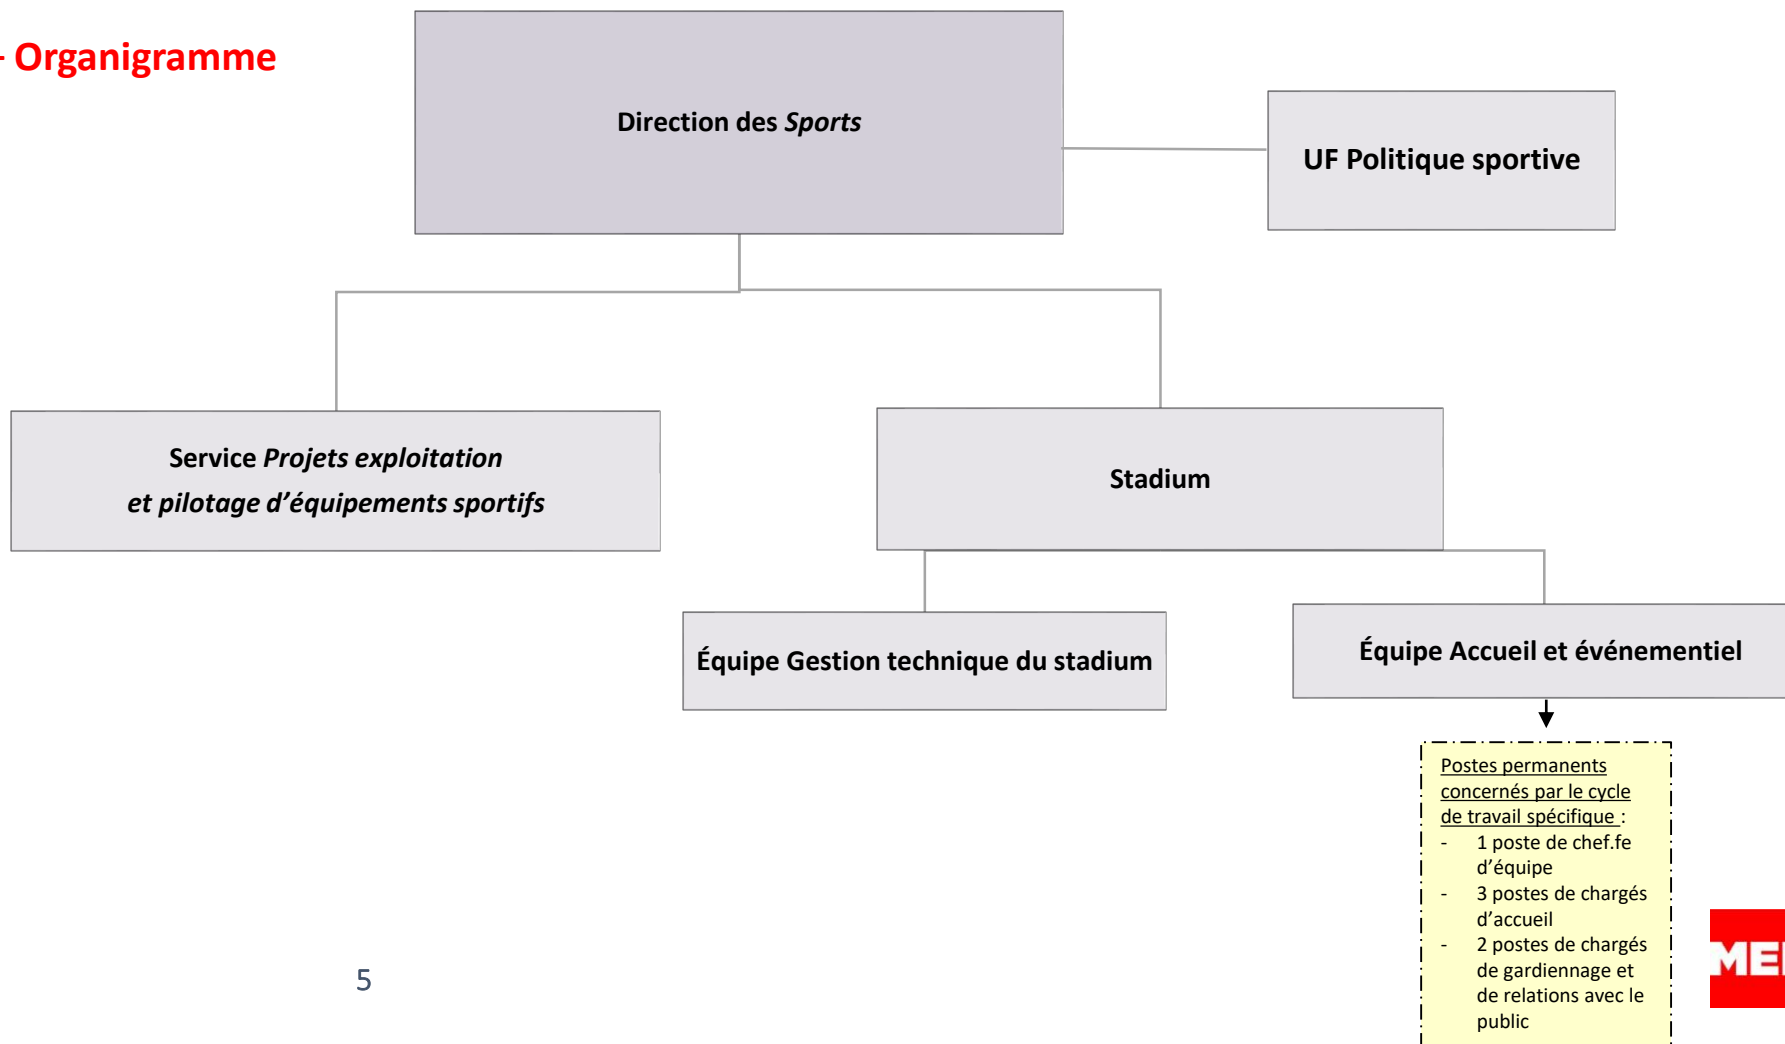 - Organigramme
Direction des Sports
UF Politique sportive
Service Projets exploitation
et pilotage d’équipements sportifs
Stadium
Équipe Gestion technique du stadium
Équipe Accueil et événementiel
Postes permanents
concernés par le cycle
de travail spécifique :
- 1 poste de chef.fe
d’équipe
- 3 postes de chargés
d’accueil
- 2 postes de chargés
de gardiennage et
de relations avec le
public
5